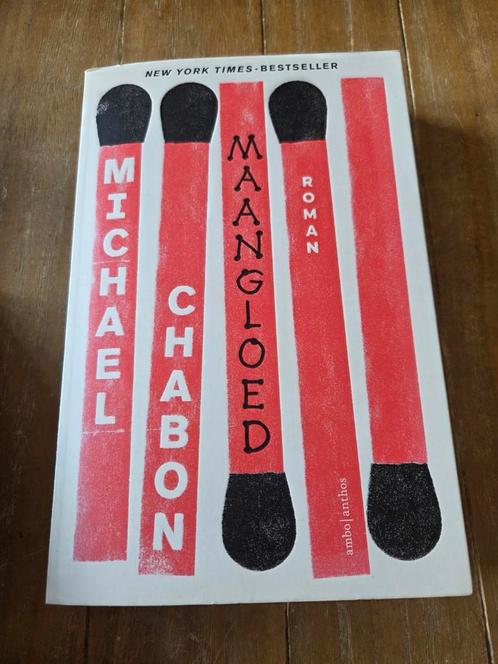 NEW YORK TIMES-BESTSELLER
MICHAEL
CHABON
MAANGLOED
ROMAN
ambo|anthos